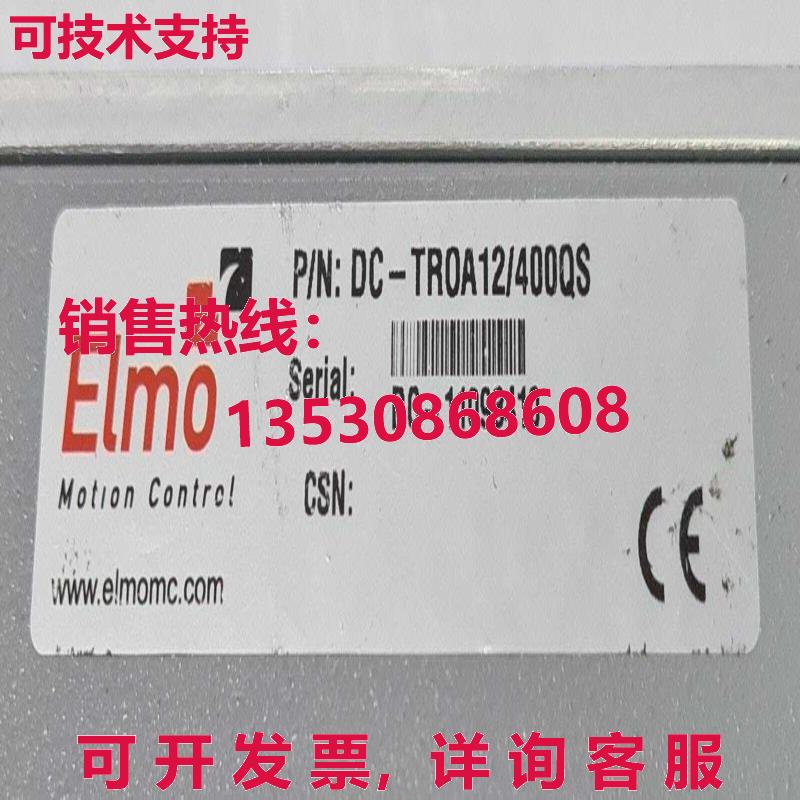 可技术支持
P/N: DC-TROA12/400QS
销售热线：
Serial:
Elmo
13530868608
Motion Control
CSN:
CE
www.elmomc.com
可开发票, 详询客服